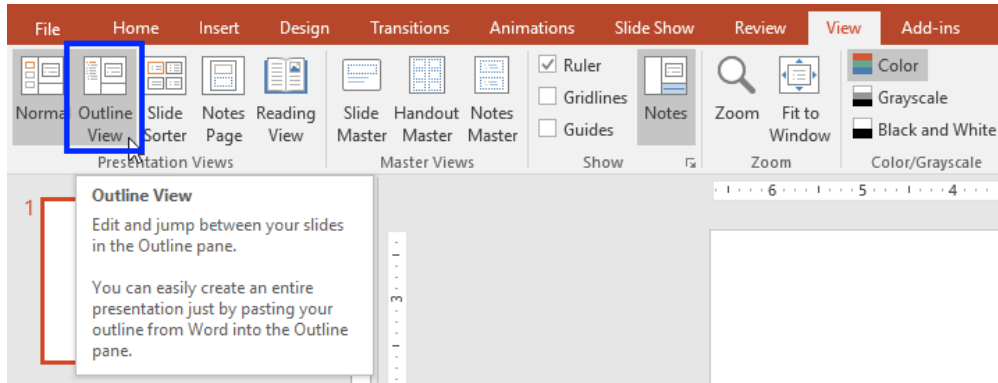 File Home Insert Design Transitions Animations Slide Show Review View Add-ins
Normal Outline View Slide Sorter Notes Page Reading View
Presentation Views
Slide Master Handout Master Notes Master
Master Views
Ruler
Gridlines
Guides
Notes
Show
Zoom Fit to Window
Zoom
Color
Grayscale
Black and White
Color/Grayscale
1
Outline View
Edit and jump between your slides
in the Outline pane.
You can easily create an entire
presentation just by pasting your
outline from Word into the Outline
pane.
6 5 4
3